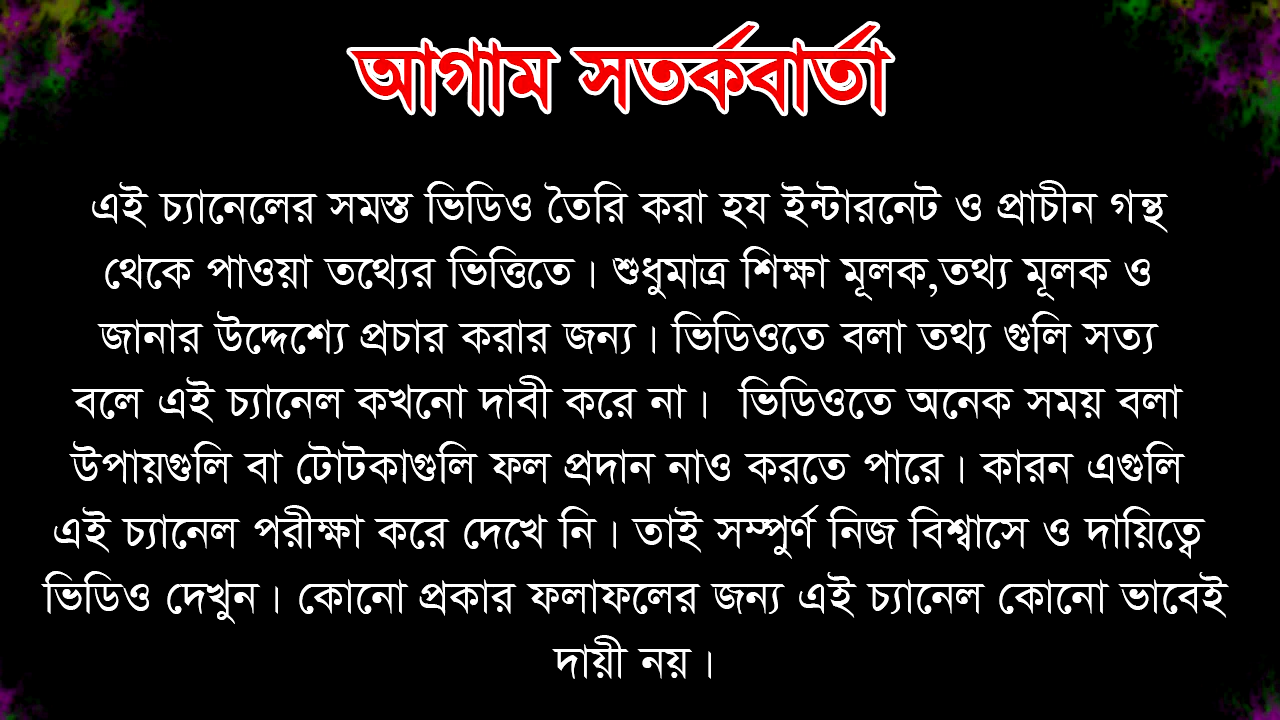 আগাম সতর্কবার্তা
এই চ্যানেলের সমস্ত ভিডিও তৈরি করা হয ইন্টারনেট ও প্রাচীন গন্থ
থেকে পাওয়া তথ্যের ভিত্তিতে। শুধুমাত্র শিক্ষা মূলক,তথ্য মূলক ও
জানার উদ্দেশ্যে প্রচার করার জন্য। ভিডিওতে বলা তথ্য গুলি সত্য
বলে এই চ্যানেল কখনো দাবী করে না। ভিডিওতে অনেক সময় বলা
উপায়গুলি বা টোটকাগুলি ফল প্রদান নাও করতে পারে। কারন এগুলি
এই চ্যানেল পরীক্ষা করে দেখে নি। তাই সম্পুর্ণ নিজ বিশ্বাসে ও দায়িত্বে
ভিডিও দেখুন। কোনো প্রকার ফলাফলের জন্য এই চ্যানেল কোনো ভাবেই
দায়ী নয়।